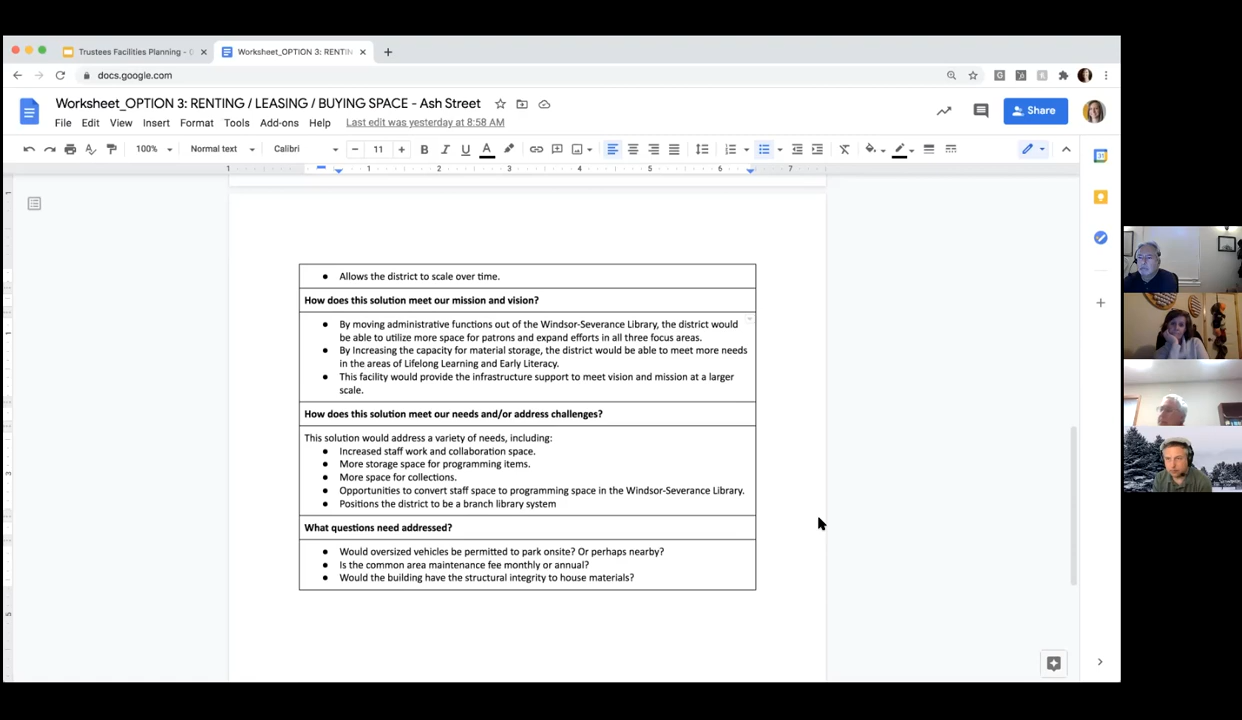 Trustees Facilities Planning - (
Worksheet_OPTION 3: RENTIN
docs.google.com
Worksheet_OPTION 3: RENTING / LEASING / BUYING SPACE - Ash Street
Share
File Edit View Insert Format Tools Add-ons Help Last edit was yesterday at 8:58 AM
100% Normal text Calibri 11 B I U A
1 1 2 3 4 5 6 7
Allows the district to scale over time.
How does this solution meet our mission and vision?
By moving administrative functions out of the Windsor-Severance Library, the district would
be able to utilize more space for patrons and expand efforts in all three focus areas.
By Increasing the capacity for material storage, the district would be able to meet more needs
in the areas of Lifelong Learning and Early Literacy.
This facility would provide the infrastructure support to meet vision and mission at a larger
scale.
How does this solution meet our needs and/or address challenges?
This solution would address a variety of needs, including:
Increased staff work and collaboration space.
More storage space for programming items.
More space for collections.
Opportunities to convert staff space to programming space in the Windsor-Severance Library.
Positions the district to be a branch library system
What questions need addressed?
Would oversized vehicles be permitted to park onsite? Or perhaps nearby?
Is the common area maintenance fee monthly or annual?
Would the building have the structural integrity to house materials?